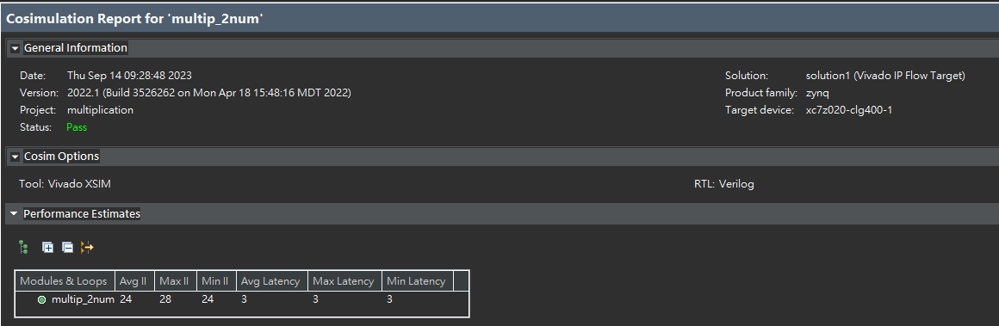 Cosimulation Report for 'multip_2num'
General Information
Date: Thu Sep 14 09:28:48 2023
Solution: solution1 (Vivado IP Flow Target)
Version: 2022.1 (Build 3526262 on Mon Apr 18 15:48:16 MDT 2022)
Product family: zynq
Project: multiplication
Target device: xc7z020-clg400-1
Status: Pass
Cosim Options
Tool: Vivado XSIM
RTL: Verilog
Performance Estimates
Modules & Loops Avg II Max II Min II Avg Latency Max Latency Min Latency
multip_2num 24 28 24 3 3 3